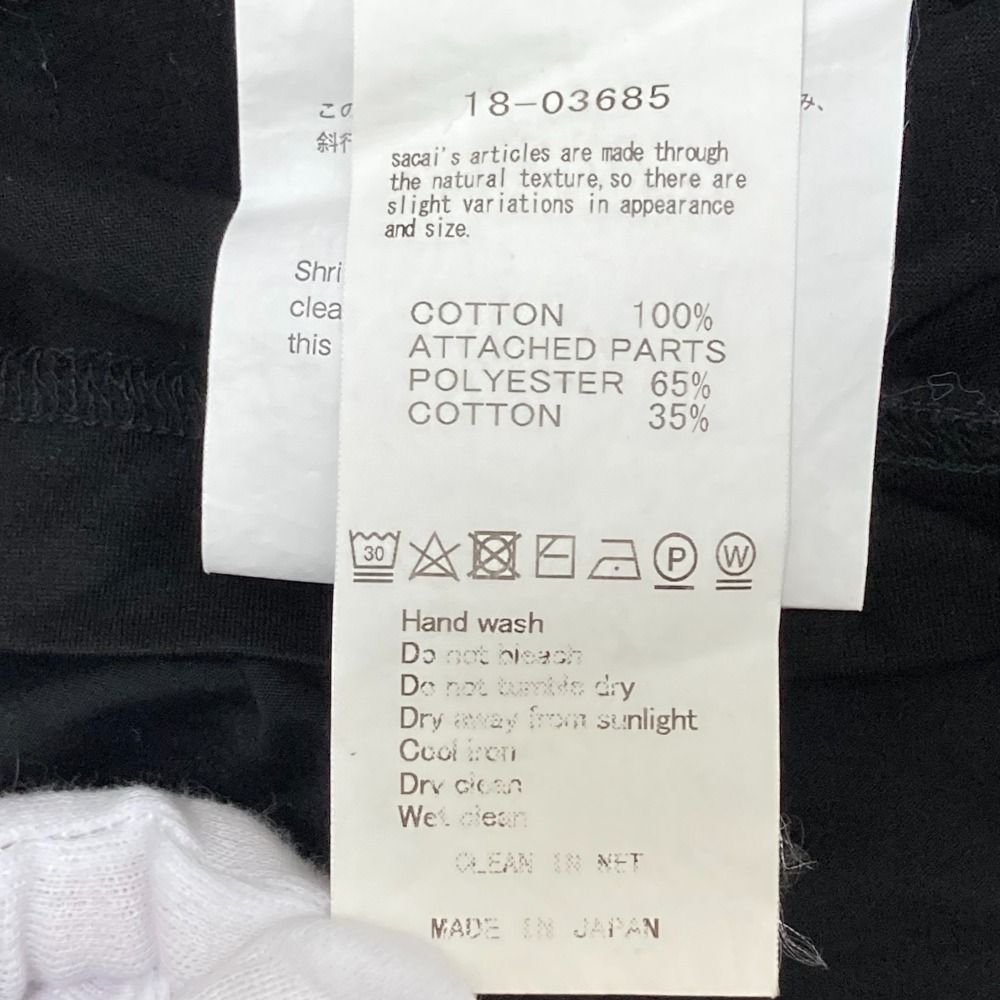 この
斜行
み、
Shri
clea
this
18-03685
sacai's articles are made through
the natural texture, so there are
slight variations in appearance
and size.
COTTON 100%
ATTACHED PARTS
POLYESTER 65%
COTTON 35%
30
P
W
Hand wash
Do not bleach
Do not tumble dry
Dry away from sunlight
Cool iron
Dry clean
Wet clean
CLEAN IN NET
MADE IN JAPAN